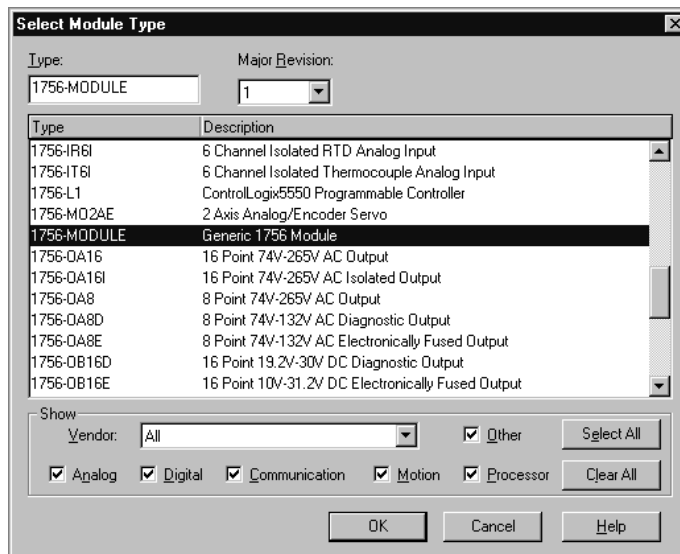 Select Module Type
Type: Major Revision:
1756-MODULE 1
Type Description
1756-IR6I 6 Channel Isolated RTD Analog Input
1756-IT6I 6 Channel Isolated Thermocouple Analog Input
1756-L1 ControlLogix5550 Programmable Controller
1756-MO2AE 2 Axis Analog/Encoder Servo
1756-MODULE Generic 1756 Module
1756-OA16 16 Point 74V-265V AC Output
1756-OA16I 16 Point 74V-265V AC Isolated Output
1756-OA8 8 Point 74V-265V AC Output
1756-OA8D 8 Point 74V-132V AC Diagnostic Output
1756-OA8E 8 Point 74V-132V AC Electronically Fused Output
1756-OB16D 16 Point 19.2V-30V DC Diagnostic Output
1756-OB16E 16 Point 10V-31.2V DC Electronically Fused Output
Show
Vendor: All Other Select All
Analog Digital Communication Motion Processor Clear All
OK Cancel Help